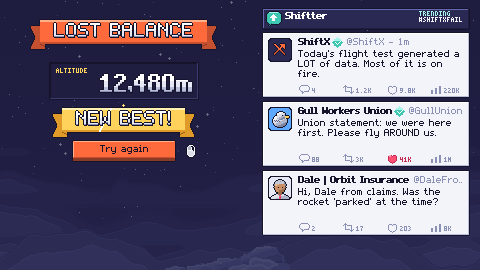 LOST BALANCE
ALTITUDE
12,480m
NEW BEST!
Try again
Shiftter
TRENDING
#SHIFTXFAIL
ShiftX @ShiftX - 1m
Today's flight test generated a
LOT of data. Most of it is on
fire.
4 1.2K 9.8K 220K
Gull Workers Union @GullUnion
Union statement: we were here
first. Please fly AROUND us.
88 3K 41K 1M
Dale | Orbit Insurance @DaleFro..
Hi, Dale from claims. Was the
rocket 'parked' at the time?
2 17 203 8K